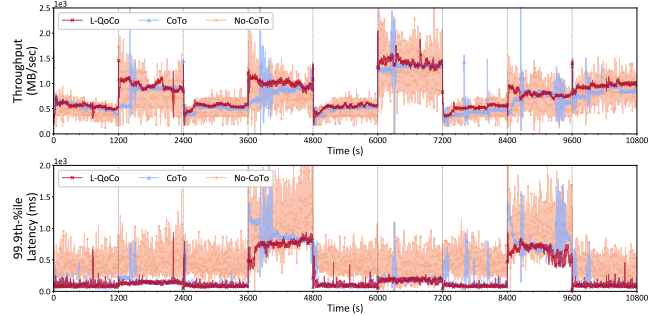 1e3
2.5
2.0
1.5
1.0
0.5
0.0
Throughput
(MB/sec)
L-QoCo CoTo No-CoTo
0 1200 2400 3600 4800 6000 7200 8400 9600 10800
Time (s)
1e3
2.0
1.5
1.0
0.5
0.0
99.9th-%ile
Latency (ms)
L-QoCo CoTo No-CoTo
0 1200 2400 3600 4800 6000 7200 8400 9600 10800
Time (s)